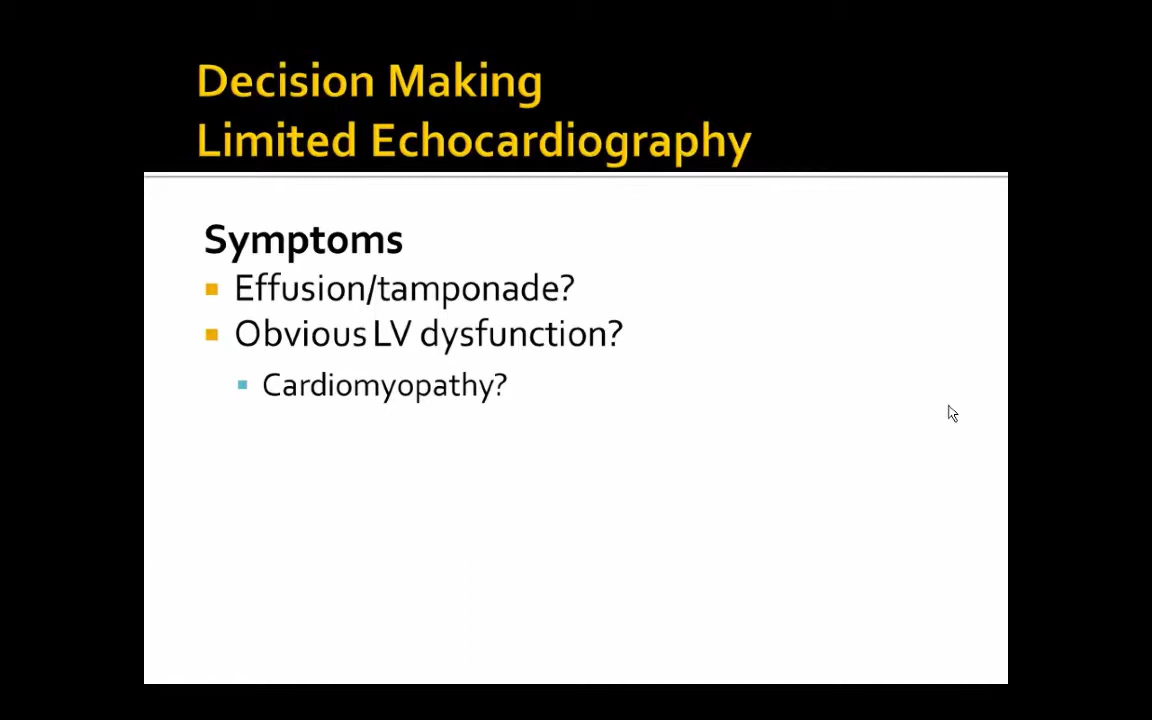 Decision Making
Limited Echocardiography
Symptoms
Effusion/tamponade?
Obvious LV dysfunction?
Cardiomyopathy?